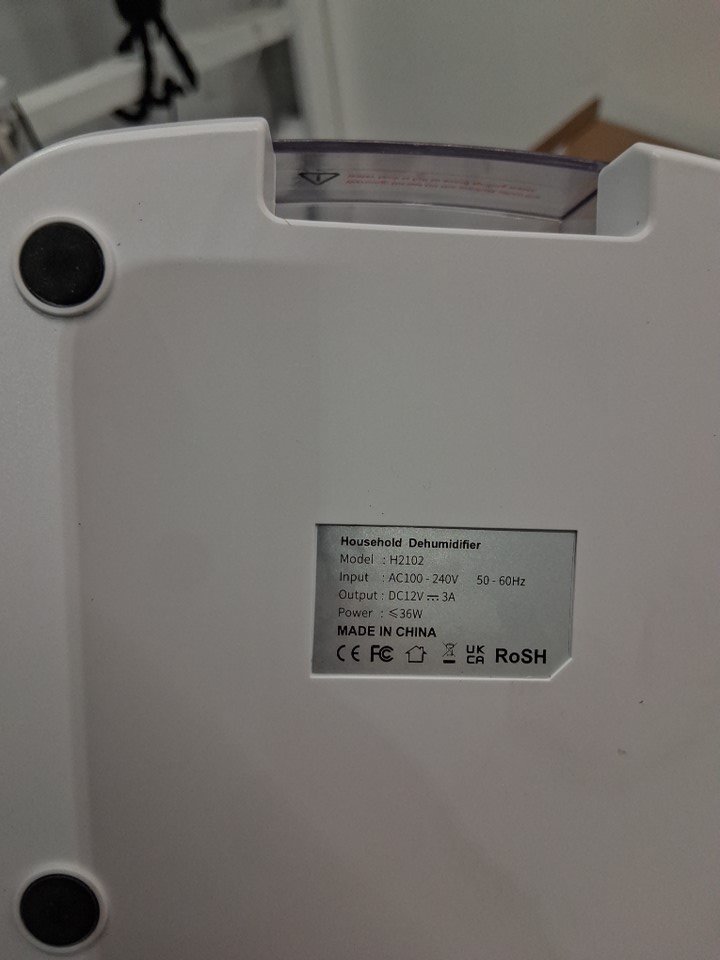 Household Dehumidifier
Model : H2102
Input : AC100 - 240V 50 - 60Hz
Output : DC12V ⎓ 3A
Power : ≤36W
MADE IN CHINA
CE FC UK CA RoSH